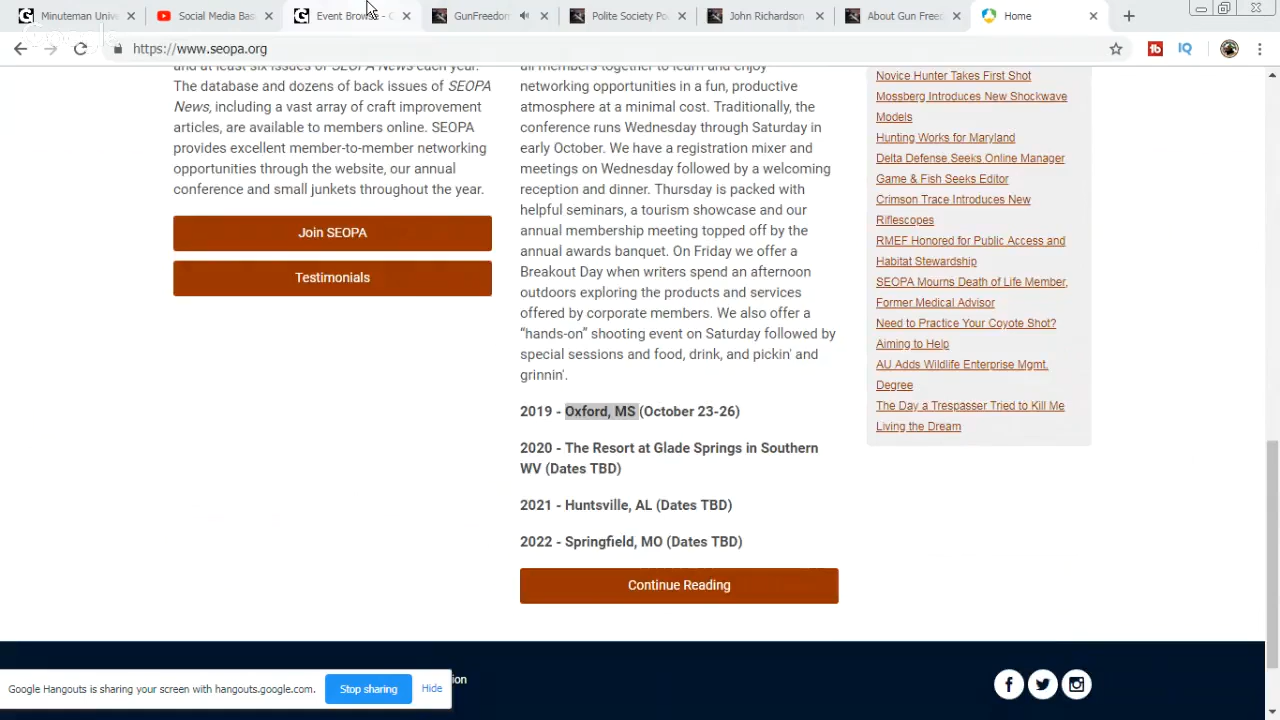 Minuteman Unive
Social Media Bas
Event Browse - C
GunFreedom
Polite Society Po
John Richardson
About Gun Freed
Home
Google
https://www.seopa.org
and at least six issues of SEOPA News each year.
The database and dozens of back issues of SEOPA
News, including a vast array of craft improvement
articles, are available to members online. SEOPA
provides excellent member-to-member networking
opportunities through the website, our annual
conference and small junkets throughout the year.
Join SEOPA
Testimonials
all members together to learn and enjoy
networking opportunities in a fun, productive
atmosphere at a minimal cost. Traditionally, the
conference runs Wednesday through Saturday in
early October. We have a registration mixer and
meetings on Wednesday followed by a welcoming
reception and dinner. Thursday is packed with
helpful seminars, a tourism showcase and our
annual membership meeting topped off by the
annual awards banquet. On Friday we offer a
Breakout Day when writers spend an afternoon
outdoors exploring the products and services
offered by corporate members. We also offer a
“hands-on” shooting event on Saturday followed by
special sessions and food, drink, and pickin' and
grinnin'.
2019 - Oxford, MS (October 23-26)
2020 - The Resort at Glade Springs in Southern
WV (Dates TBD)
2021 - Huntsville, AL (Dates TBD)
2022 - Springfield, MO (Dates TBD)
Continue Reading
Novice Hunter Takes First Shot
Mossberg Introduces New Shockwave
Models
Hunting Works for Maryland
Delta Defense Seeks Online Manager
Game & Fish Seeks Editor
Crimson Trace Introduces New
Riflescopes
RMEF Honored for Public Access and
Habitat Stewardship
SEOPA Mourns Death of Life Member,
Former Medical Advisor
Need to Practice Your Coyote Shot?
Aiming to Help
AU Adds Wildlife Enterprise Mgmt.
Degree
The Day a Trespasser Tried to Kill Me
Living the Dream
Google Hangouts is sharing your screen with hangouts.google.com.
Stop sharing
Hide
tion